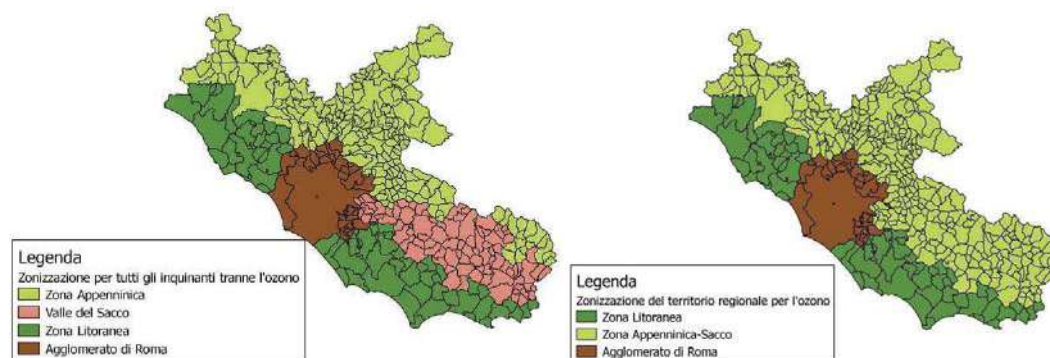 Legenda
Zonizzazione per tutti gli inquinanti tranne l'ozono
Zona Appenninica
Valle del Sacco
Zona Litoranea
Agglomerato di Roma
Legenda
Zonizzazione del territorio regionale per l'ozono
Zona Litoranea
Zona Appenninica-Sacco
Agglomerato di Roma